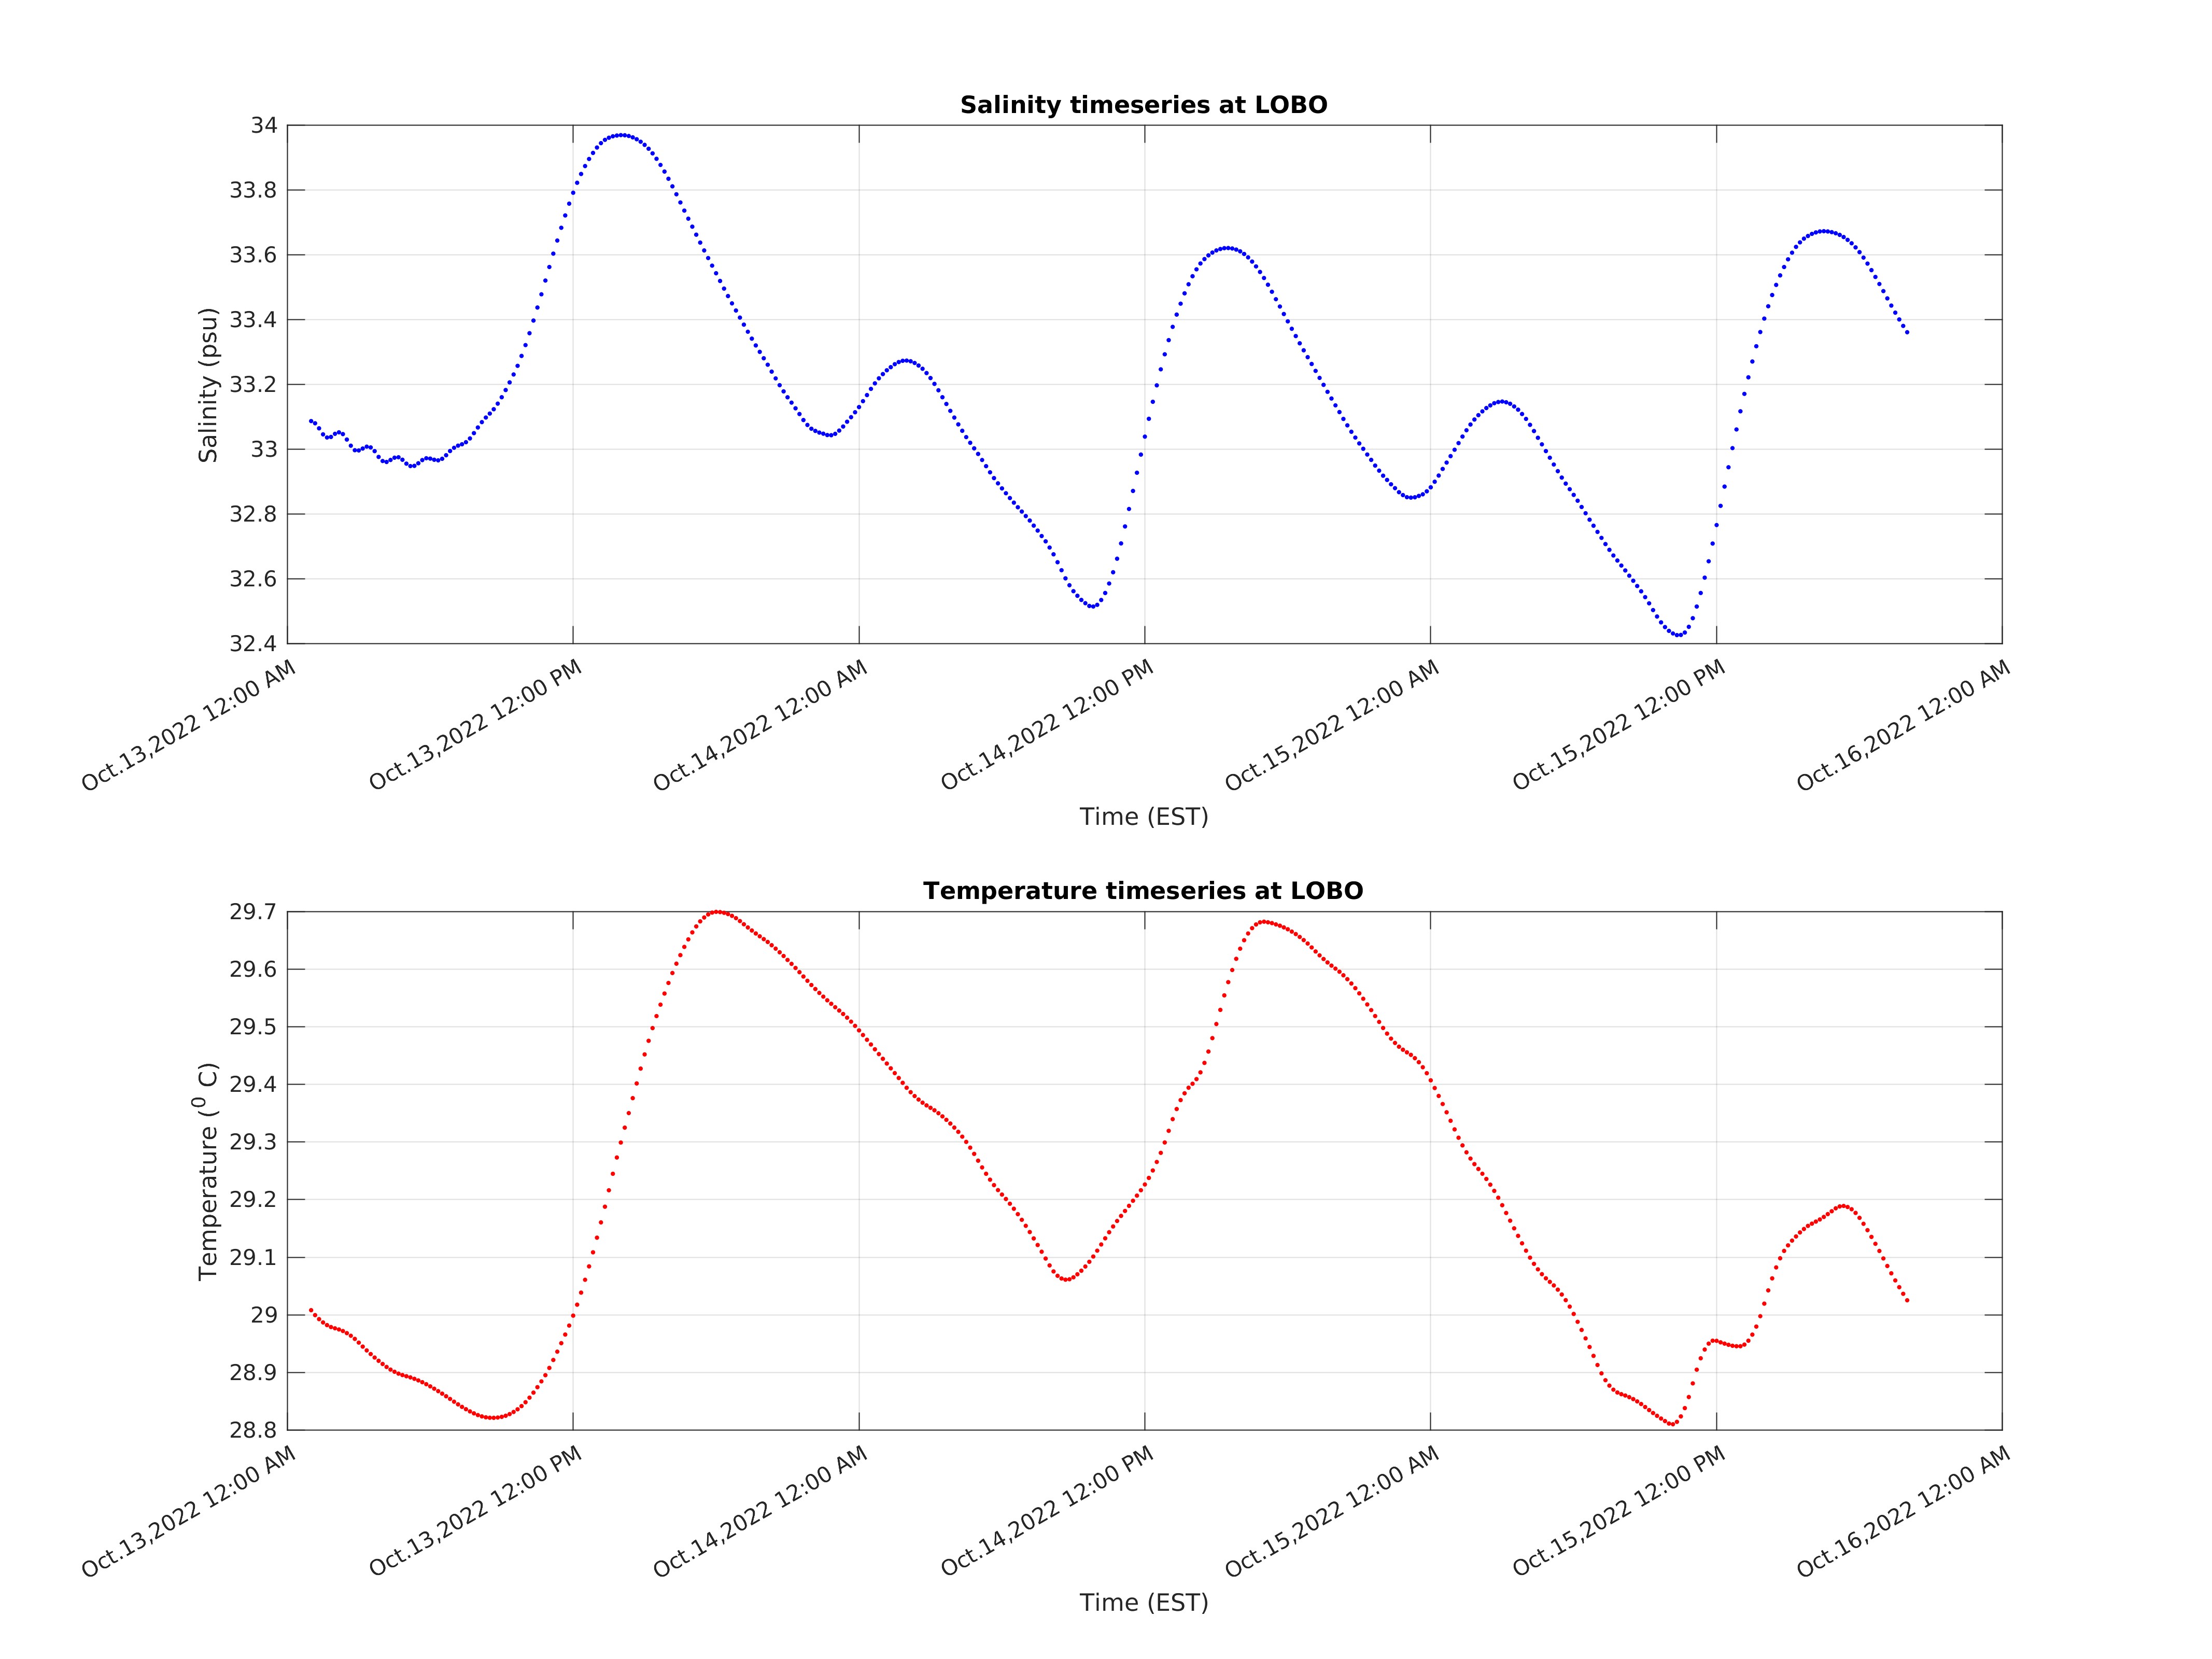 Salinity timeseries at LOBO
Salinity (psu)
34
33.8
33.6
33.4
33.2
33
32.8
32.6
32.4
Oct.13,2022 12:00 AM
Oct.13,2022 12:00 PM
Oct.14,2022 12:00 AM
Oct.14,2022 12:00 PM
Oct.15,2022 12:00 AM
Oct.15,2022 12:00 PM
Oct.16,2022 12:00 AM
Time (EST)
Temperature timeseries at LOBO
Temperature (⁰ C)
29.7
29.6
29.5
29.4
29.3
29.2
29.1
29
28.9
28.8
Oct.13,2022 12:00 AM
Oct.13,2022 12:00 PM
Oct.14,2022 12:00 AM
Oct.14,2022 12:00 PM
Oct.15,2022 12:00 AM
Oct.15,2022 12:00 PM
Oct.16,2022 12:00 AM
Time (EST)